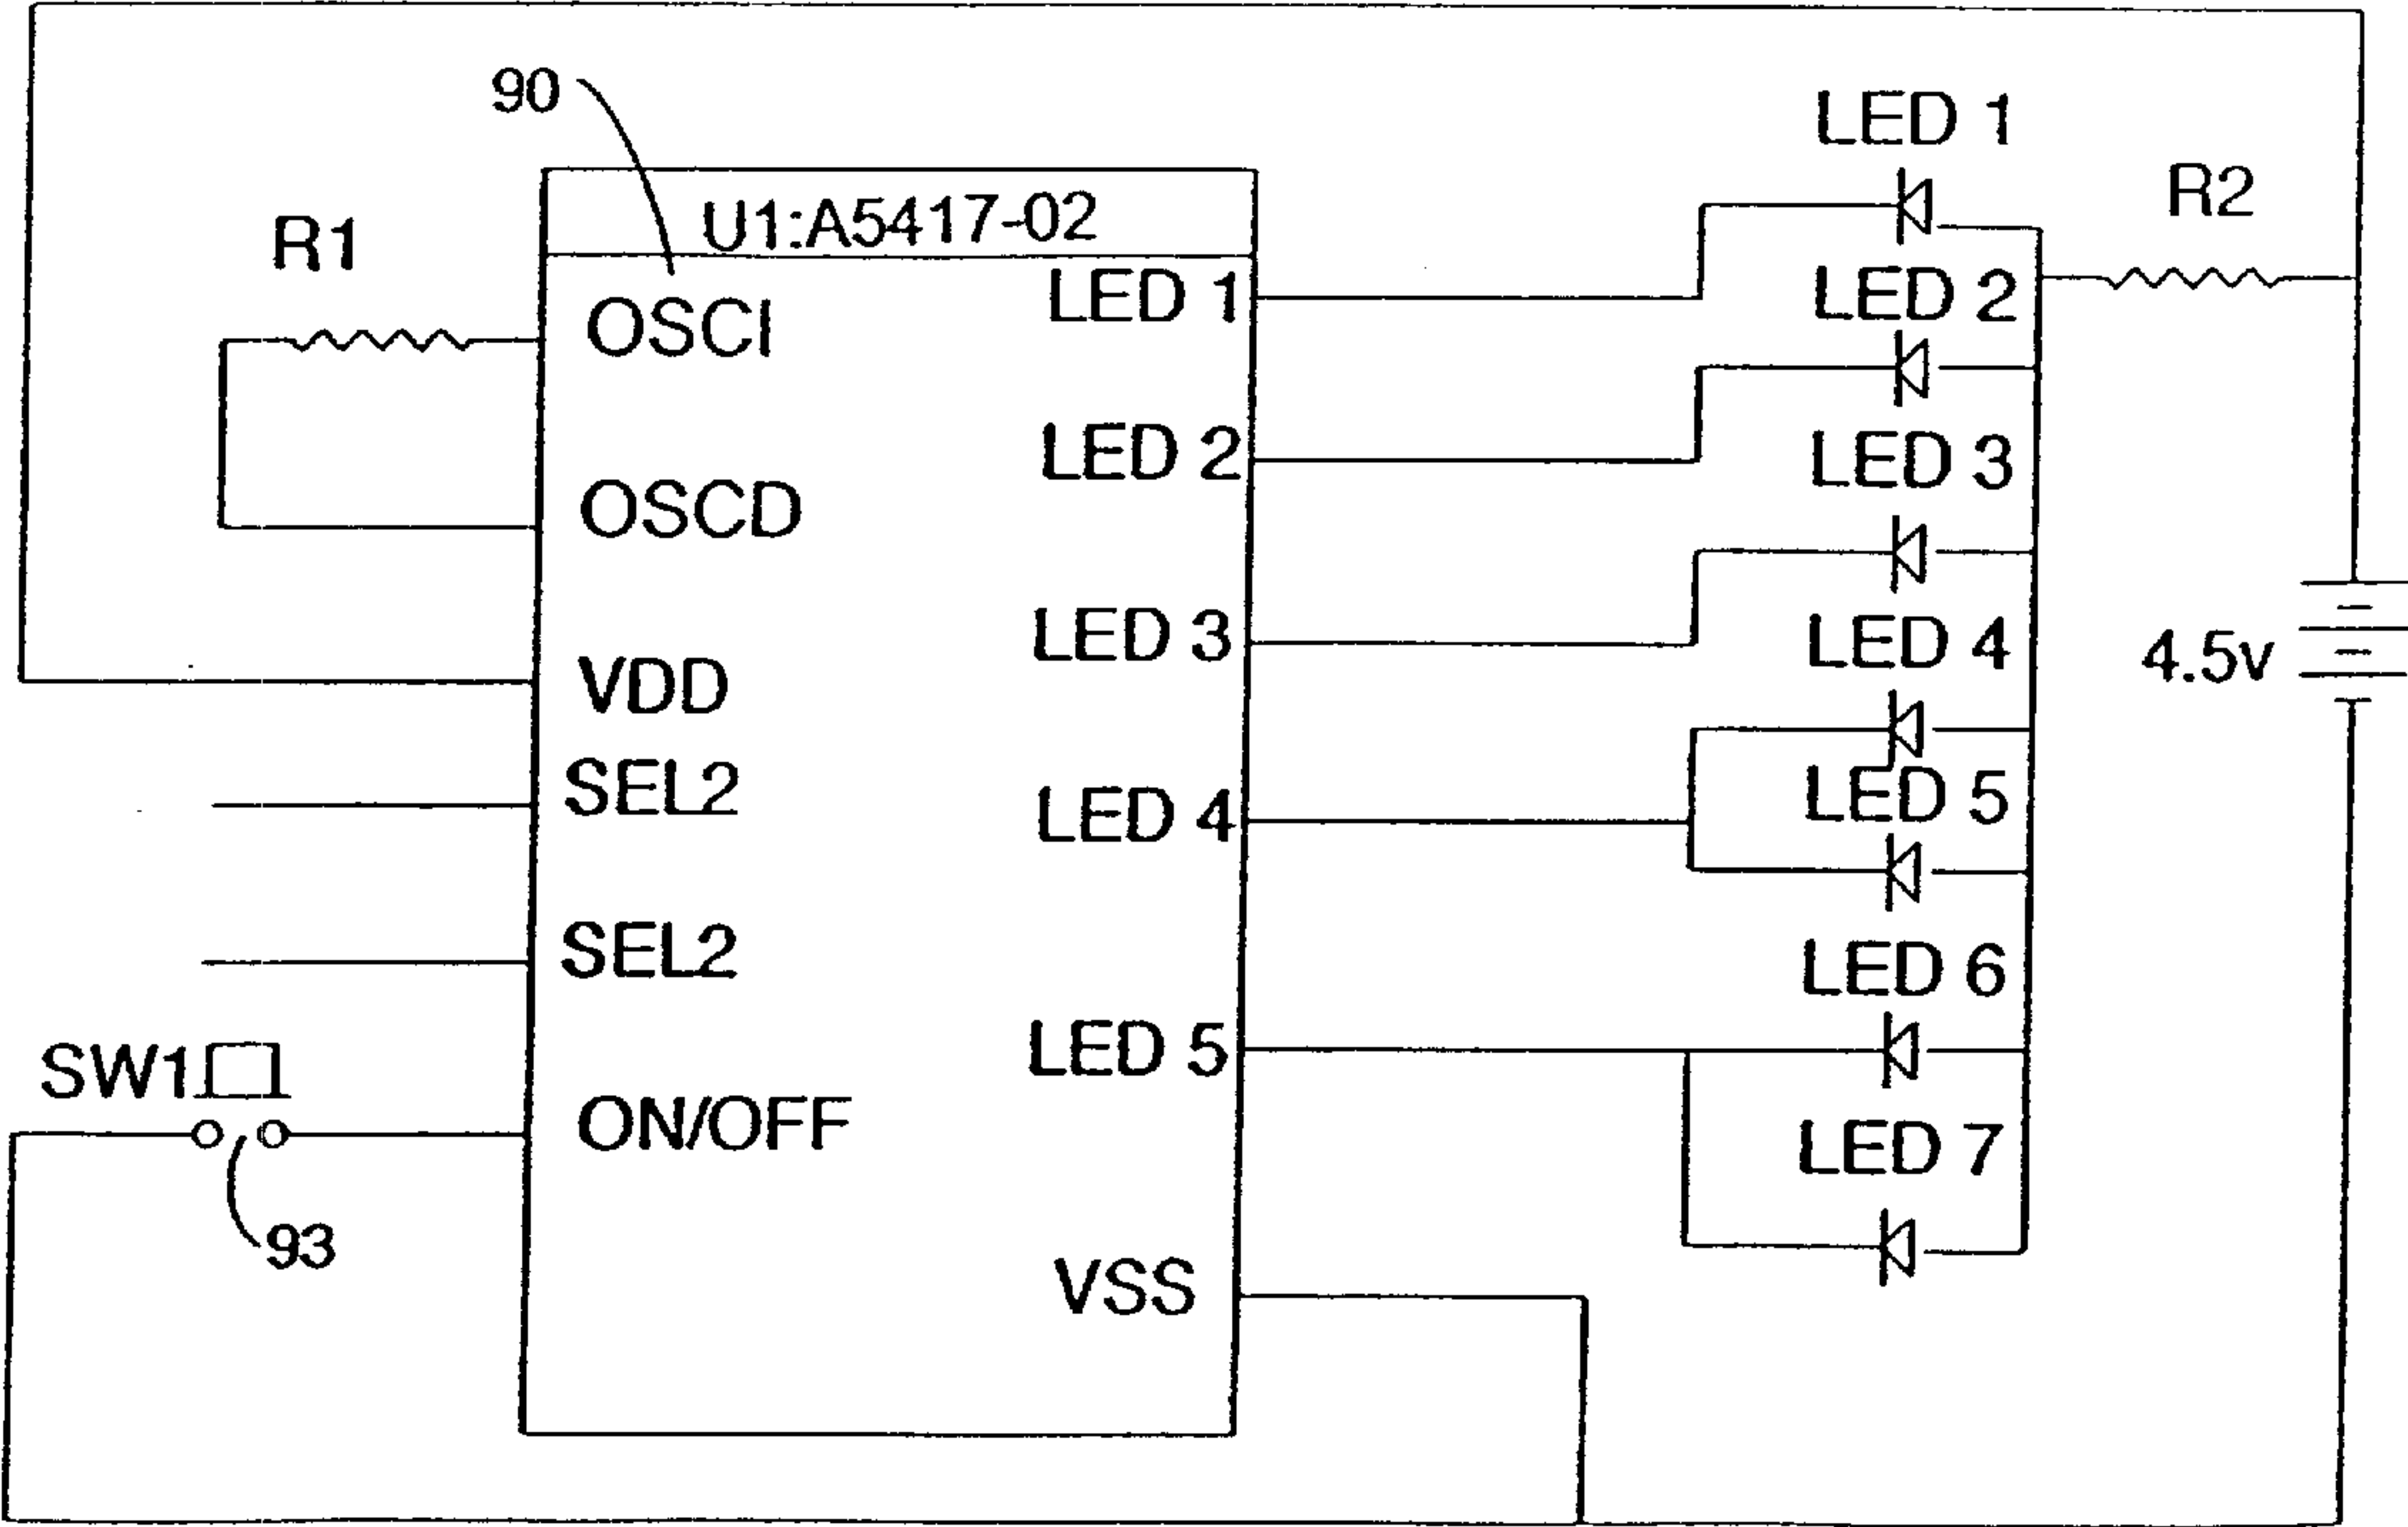 90
U1:A5417-02
R1
OSCI
OSCD
VDD
SEL2
SEL2
SW1
ON/OFF
93
LED 1
LED 2
LED 3
LED 4
LED 5
VSS
LED 1
R2
LED 2
LED 3
LED 4
4.5v
LED 5
LED 6
LED 7